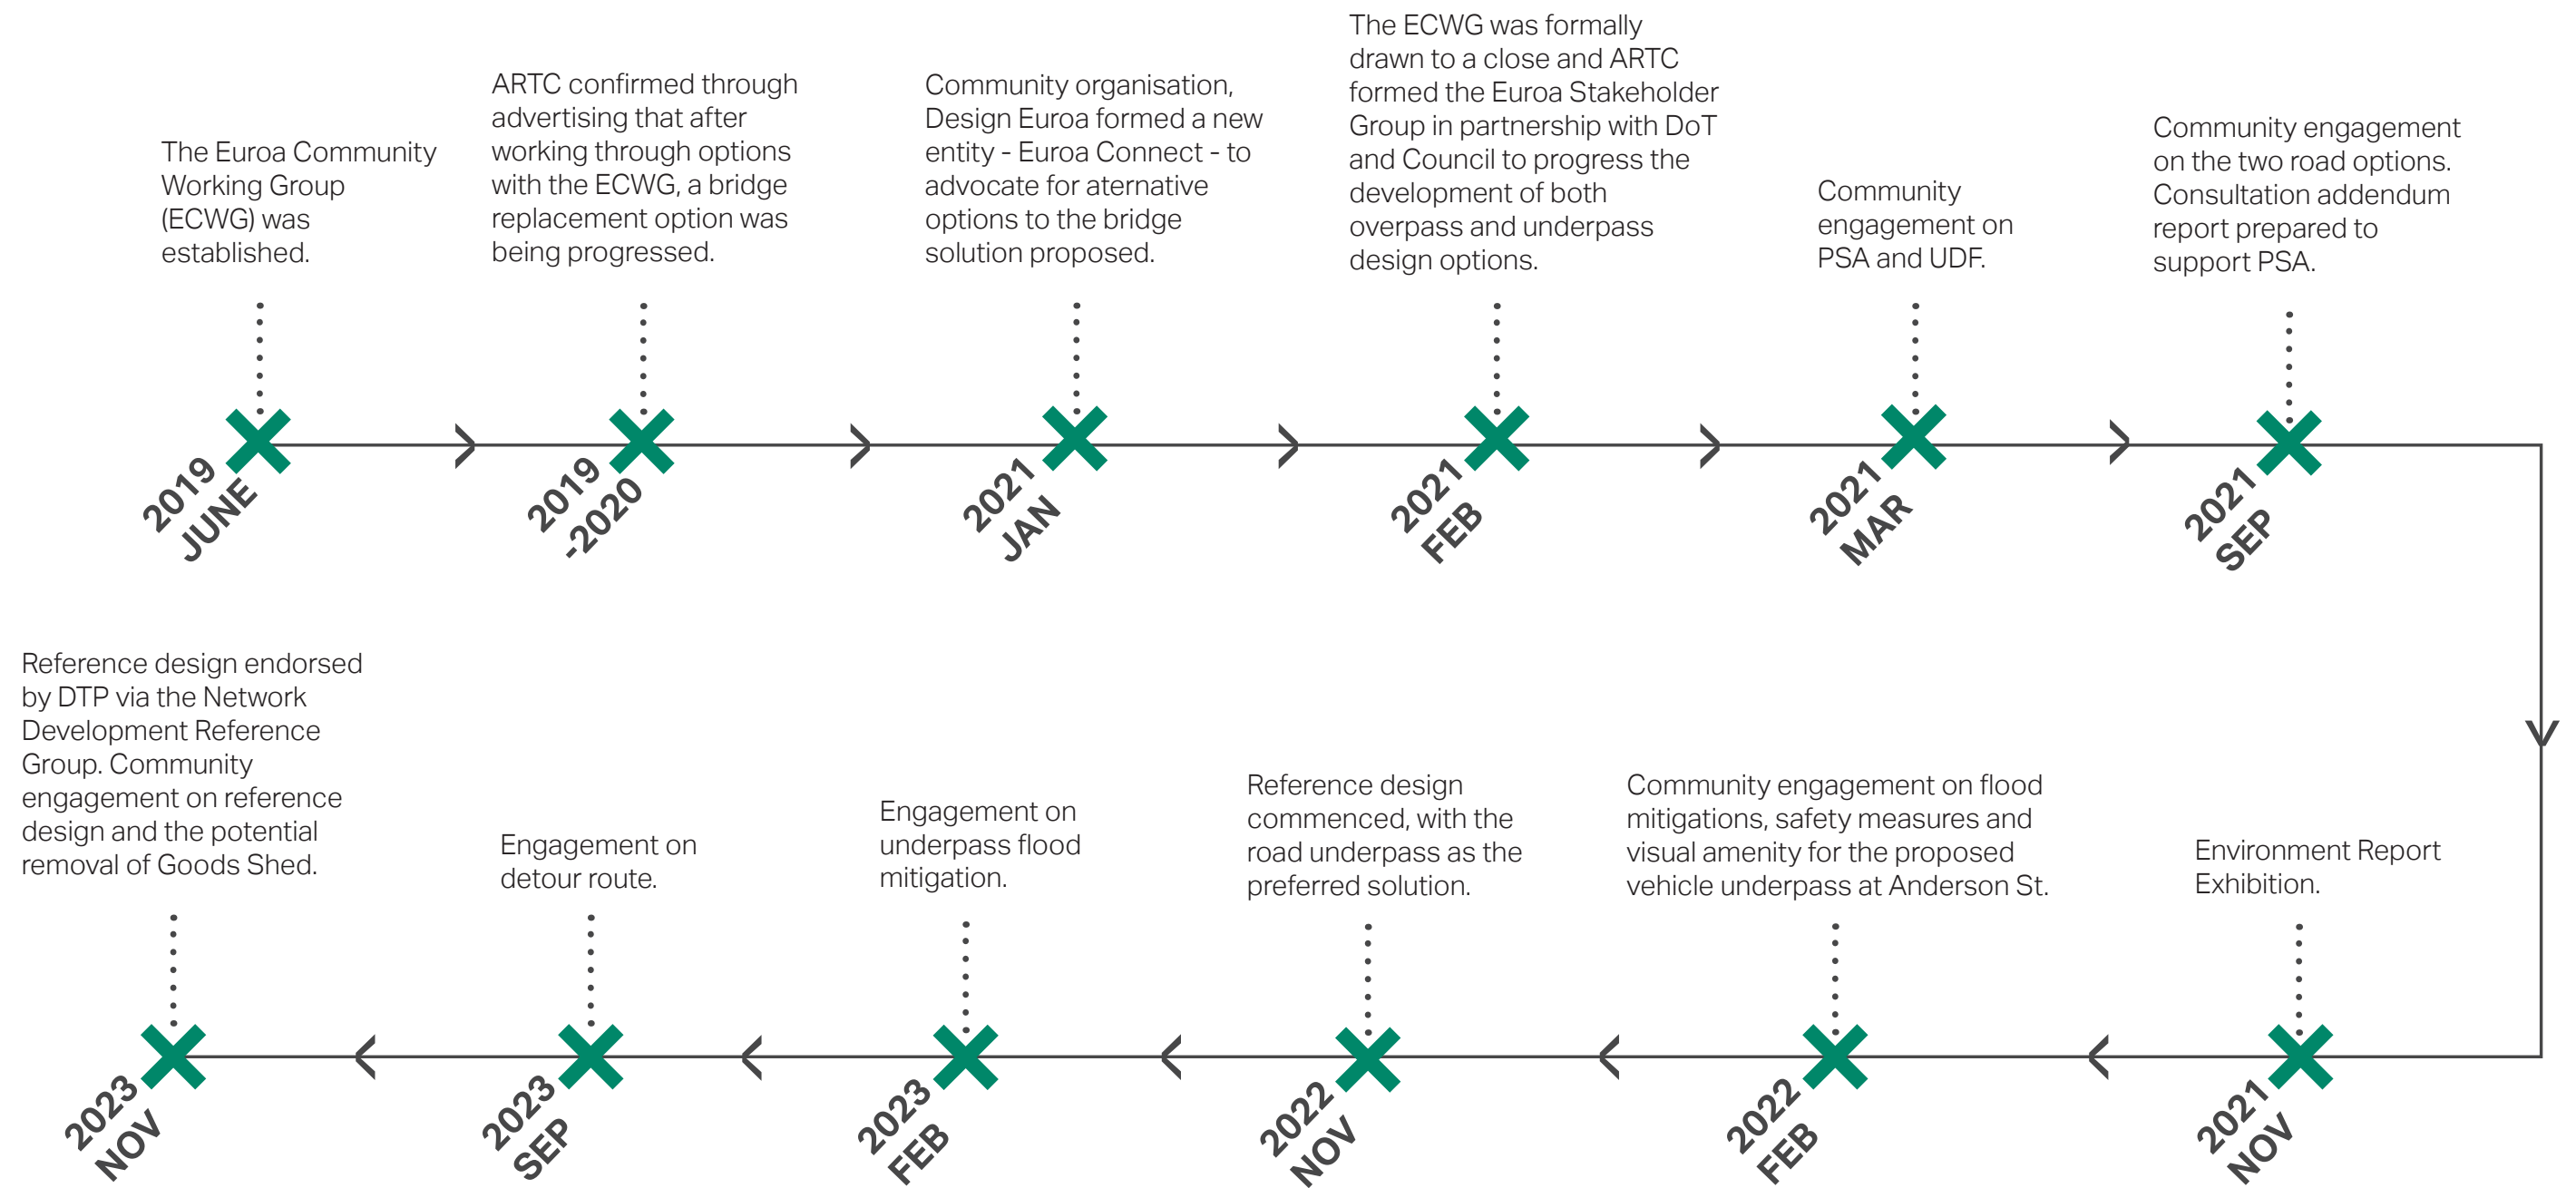 The Euroa Community
Working Group
(ECWG) was
established.
2019
JUNE
ARTC confirmed through
advertising that after
working through options
with the ECWG, a bridge
replacement option was
being progressed.
2019
-2020
Community organisation,
Design Euroa formed a new
entity - Euroa Connect - to
advocate for aternative
options to the bridge
solution proposed.
2021
JAN
The ECWG was formally
drawn to a close and ARTC
formed the Euroa Stakeholder
Group in partnership with DoT
and Council to progress the
development of both
overpass and underpass
design options.
2021
FEB
Community
engagement on
PSA and UDF.
2021
MAR
Community engagement
on the two road options.
Consultation addendum
report prepared to
support PSA.
2021
SEP
Environment Report
Exhibition.
2021
NOV
Community engagement on flood
mitigations, safety measures and
visual amenity for the proposed
vehicle underpass at Anderson St.
2022
FEB
Reference design
commenced, with the
road underpass as the
preferred solution.
2022
NOV
Engagement on
underpass flood
mitigation.
2023
FEB
Engagement on
detour route.
2023
SEP
Reference design endorsed
by DTP via the Network
Development Reference
Group. Community
engagement on reference
design and the potential
removal of Goods Shed.
2023
NOV